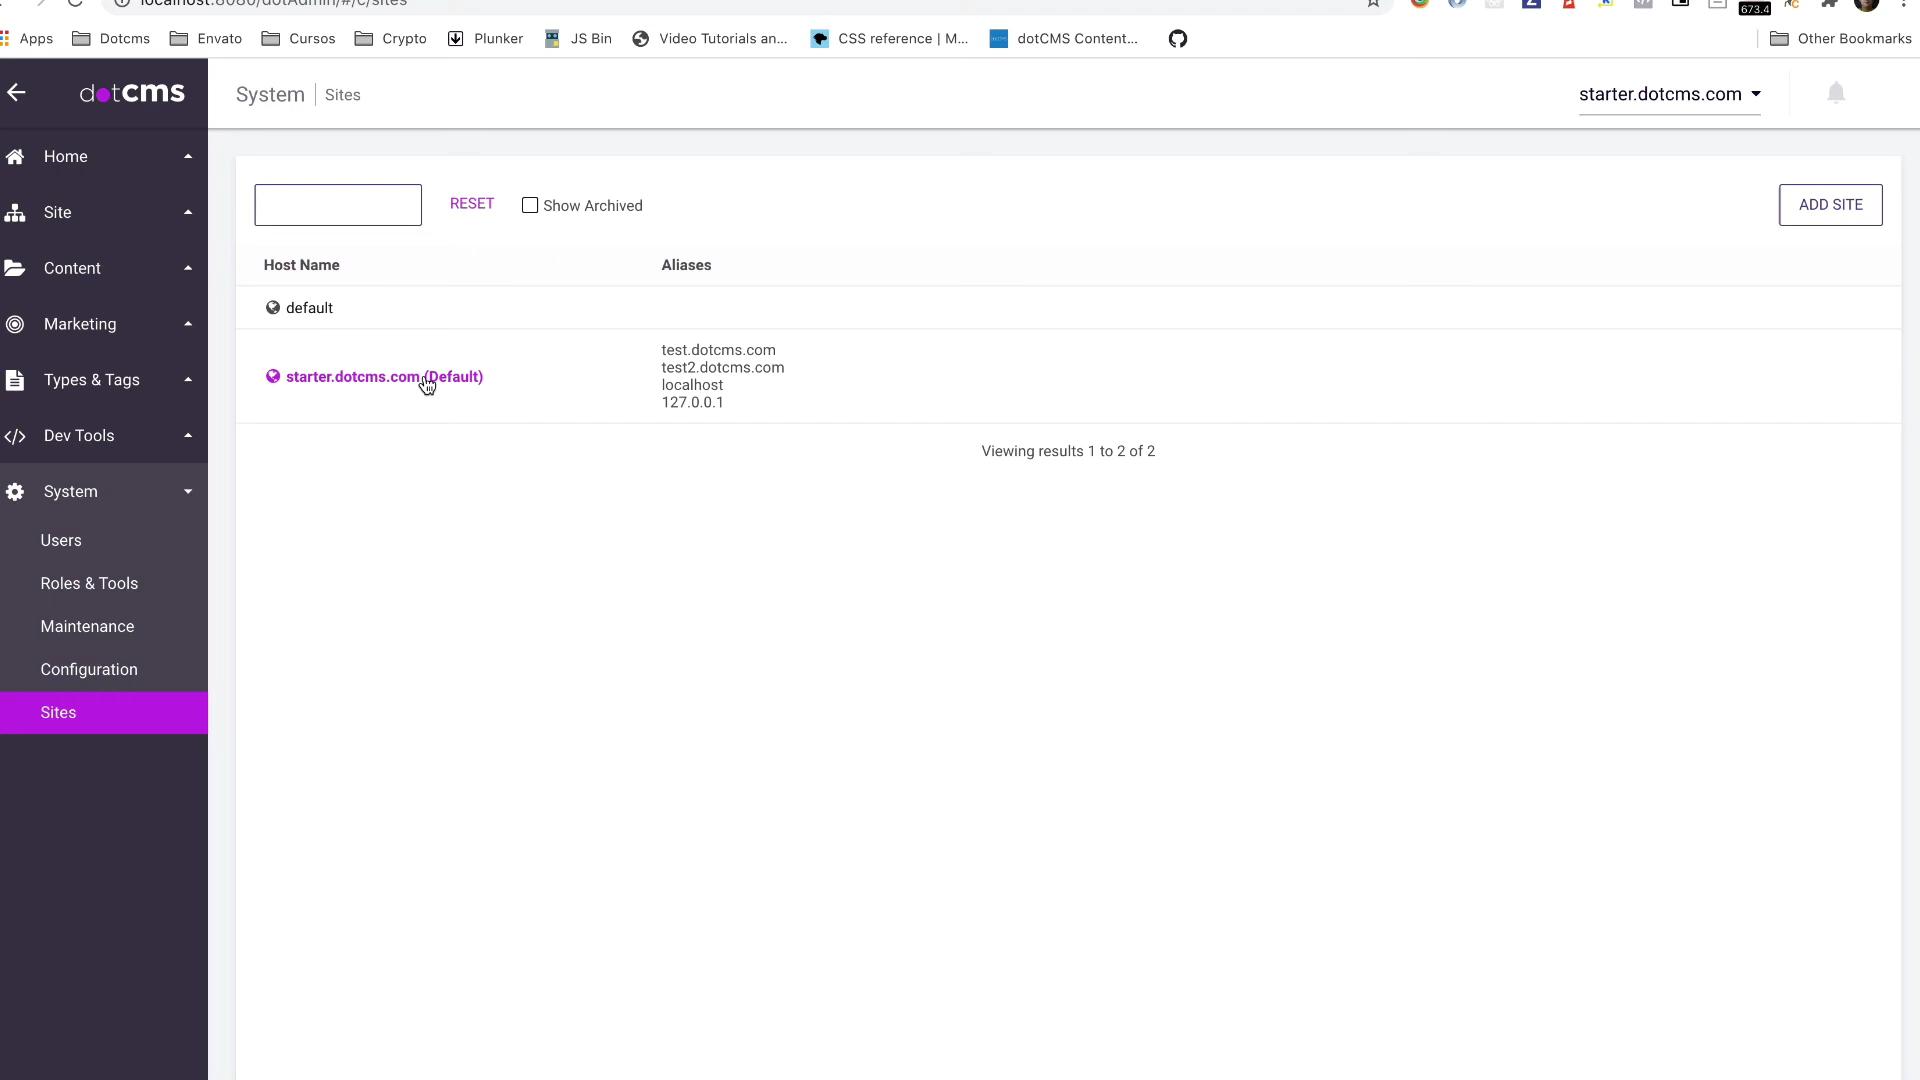 localhost:8080/dotAdmin/#/c/sites
673.4
Apps Dotcms Envato Cursos Crypto Plunker JS Bin Video Tutorials an... CSS reference | M... dotCMS Content... Other Bookmarks
dotCMS
System Sites
starter.dotcms.com
Home
Site
Content
Marketing
Types & Tags
Dev Tools
System
Users
Roles & Tools
Maintenance
Configuration
Sites
RESET Show Archived ADD SITE
Host Name Aliases
default
starter.dotcms.com (Default)
test.dotcms.com
test2.dotcms.com
localhost
127.0.0.1
Viewing results 1 to 2 of 2